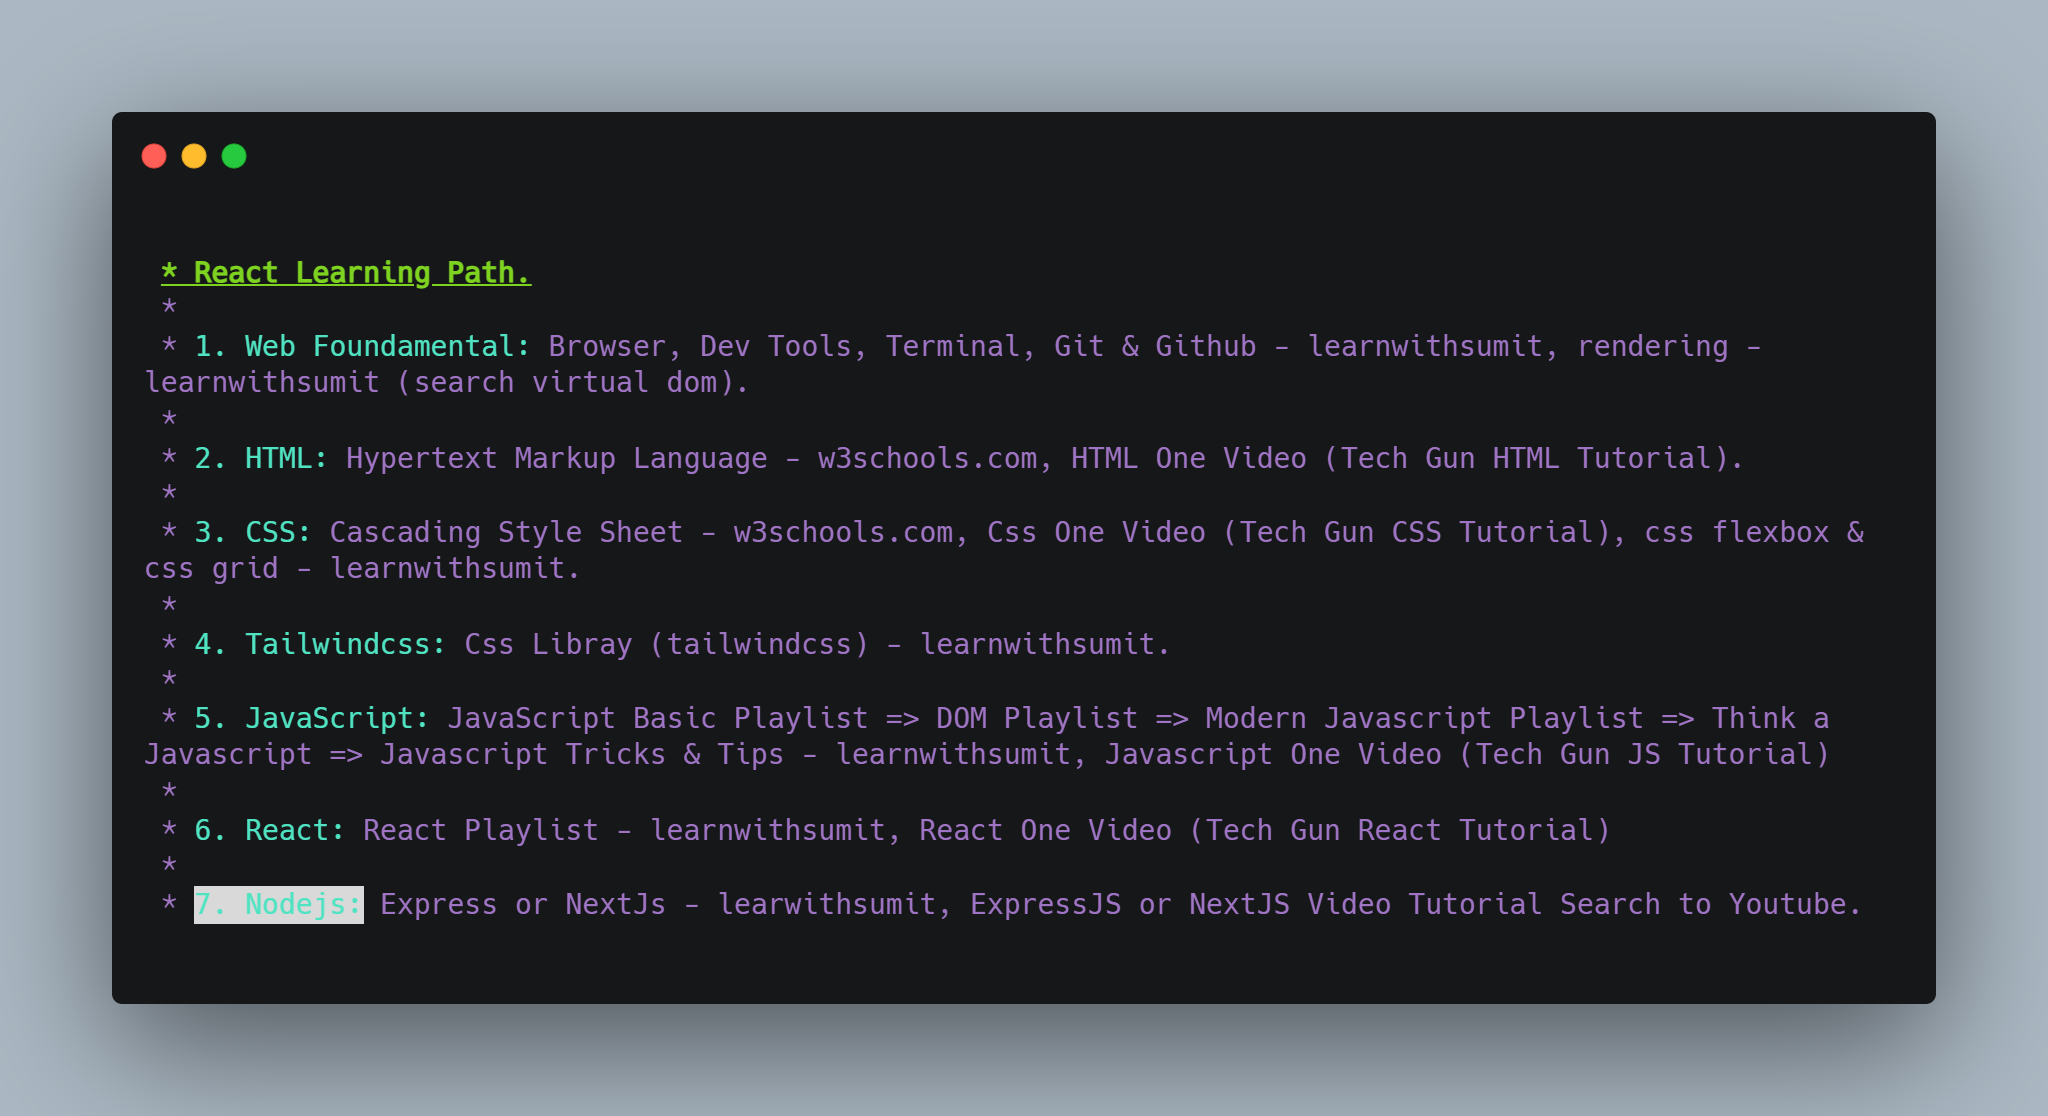 * React Learning Path.
*
* 1. Web Foundamental: Browser, Dev Tools, Terminal, Git & Github - learnwithsumit, rendering -
learnwithsumit (search virtual dom).
*
* 2. HTML: Hypertext Markup Language - w3schools.com, HTML One Video (Tech Gun HTML Tutorial).
*
* 3. CSS: Cascading Style Sheet - w3schools.com, Css One Video (Tech Gun CSS Tutorial), css flexbox &
css grid - learnwithsumit.
*
* 4. Tailwindcss: Css Libray (tailwindcss) - learnwithsumit.
*
* 5. JavaScript: JavaScript Basic Playlist => DOM Playlist => Modern Javascript Playlist => Think a
Javascript => Javascript Tricks & Tips - learnwithsumit, Javascript One Video (Tech Gun JS Tutorial)
*
* 6. React: React Playlist - learnwithsumit, React One Video (Tech Gun React Tutorial)
*
* 7. Nodejs: Express or NextJs - learwithsumit, ExpressJS or NextJS Video Tutorial Search to Youtube.